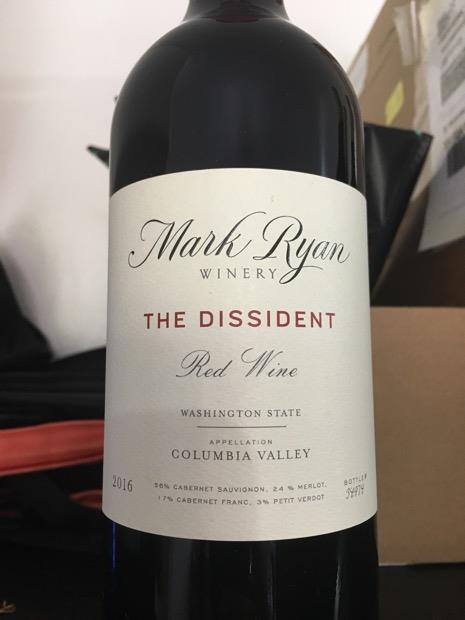 Mark Ryan
WINERY
THE DISSIDENT
Red Wine
WASHINGTON STATE
APPELLATION
COLUMBIA VALLEY
2016
56% CABERNET SAUVIGNON, 24 % MERLOT,
17% CABERNET FRANC, 3% PETIT VERDOT
BOTTLE#